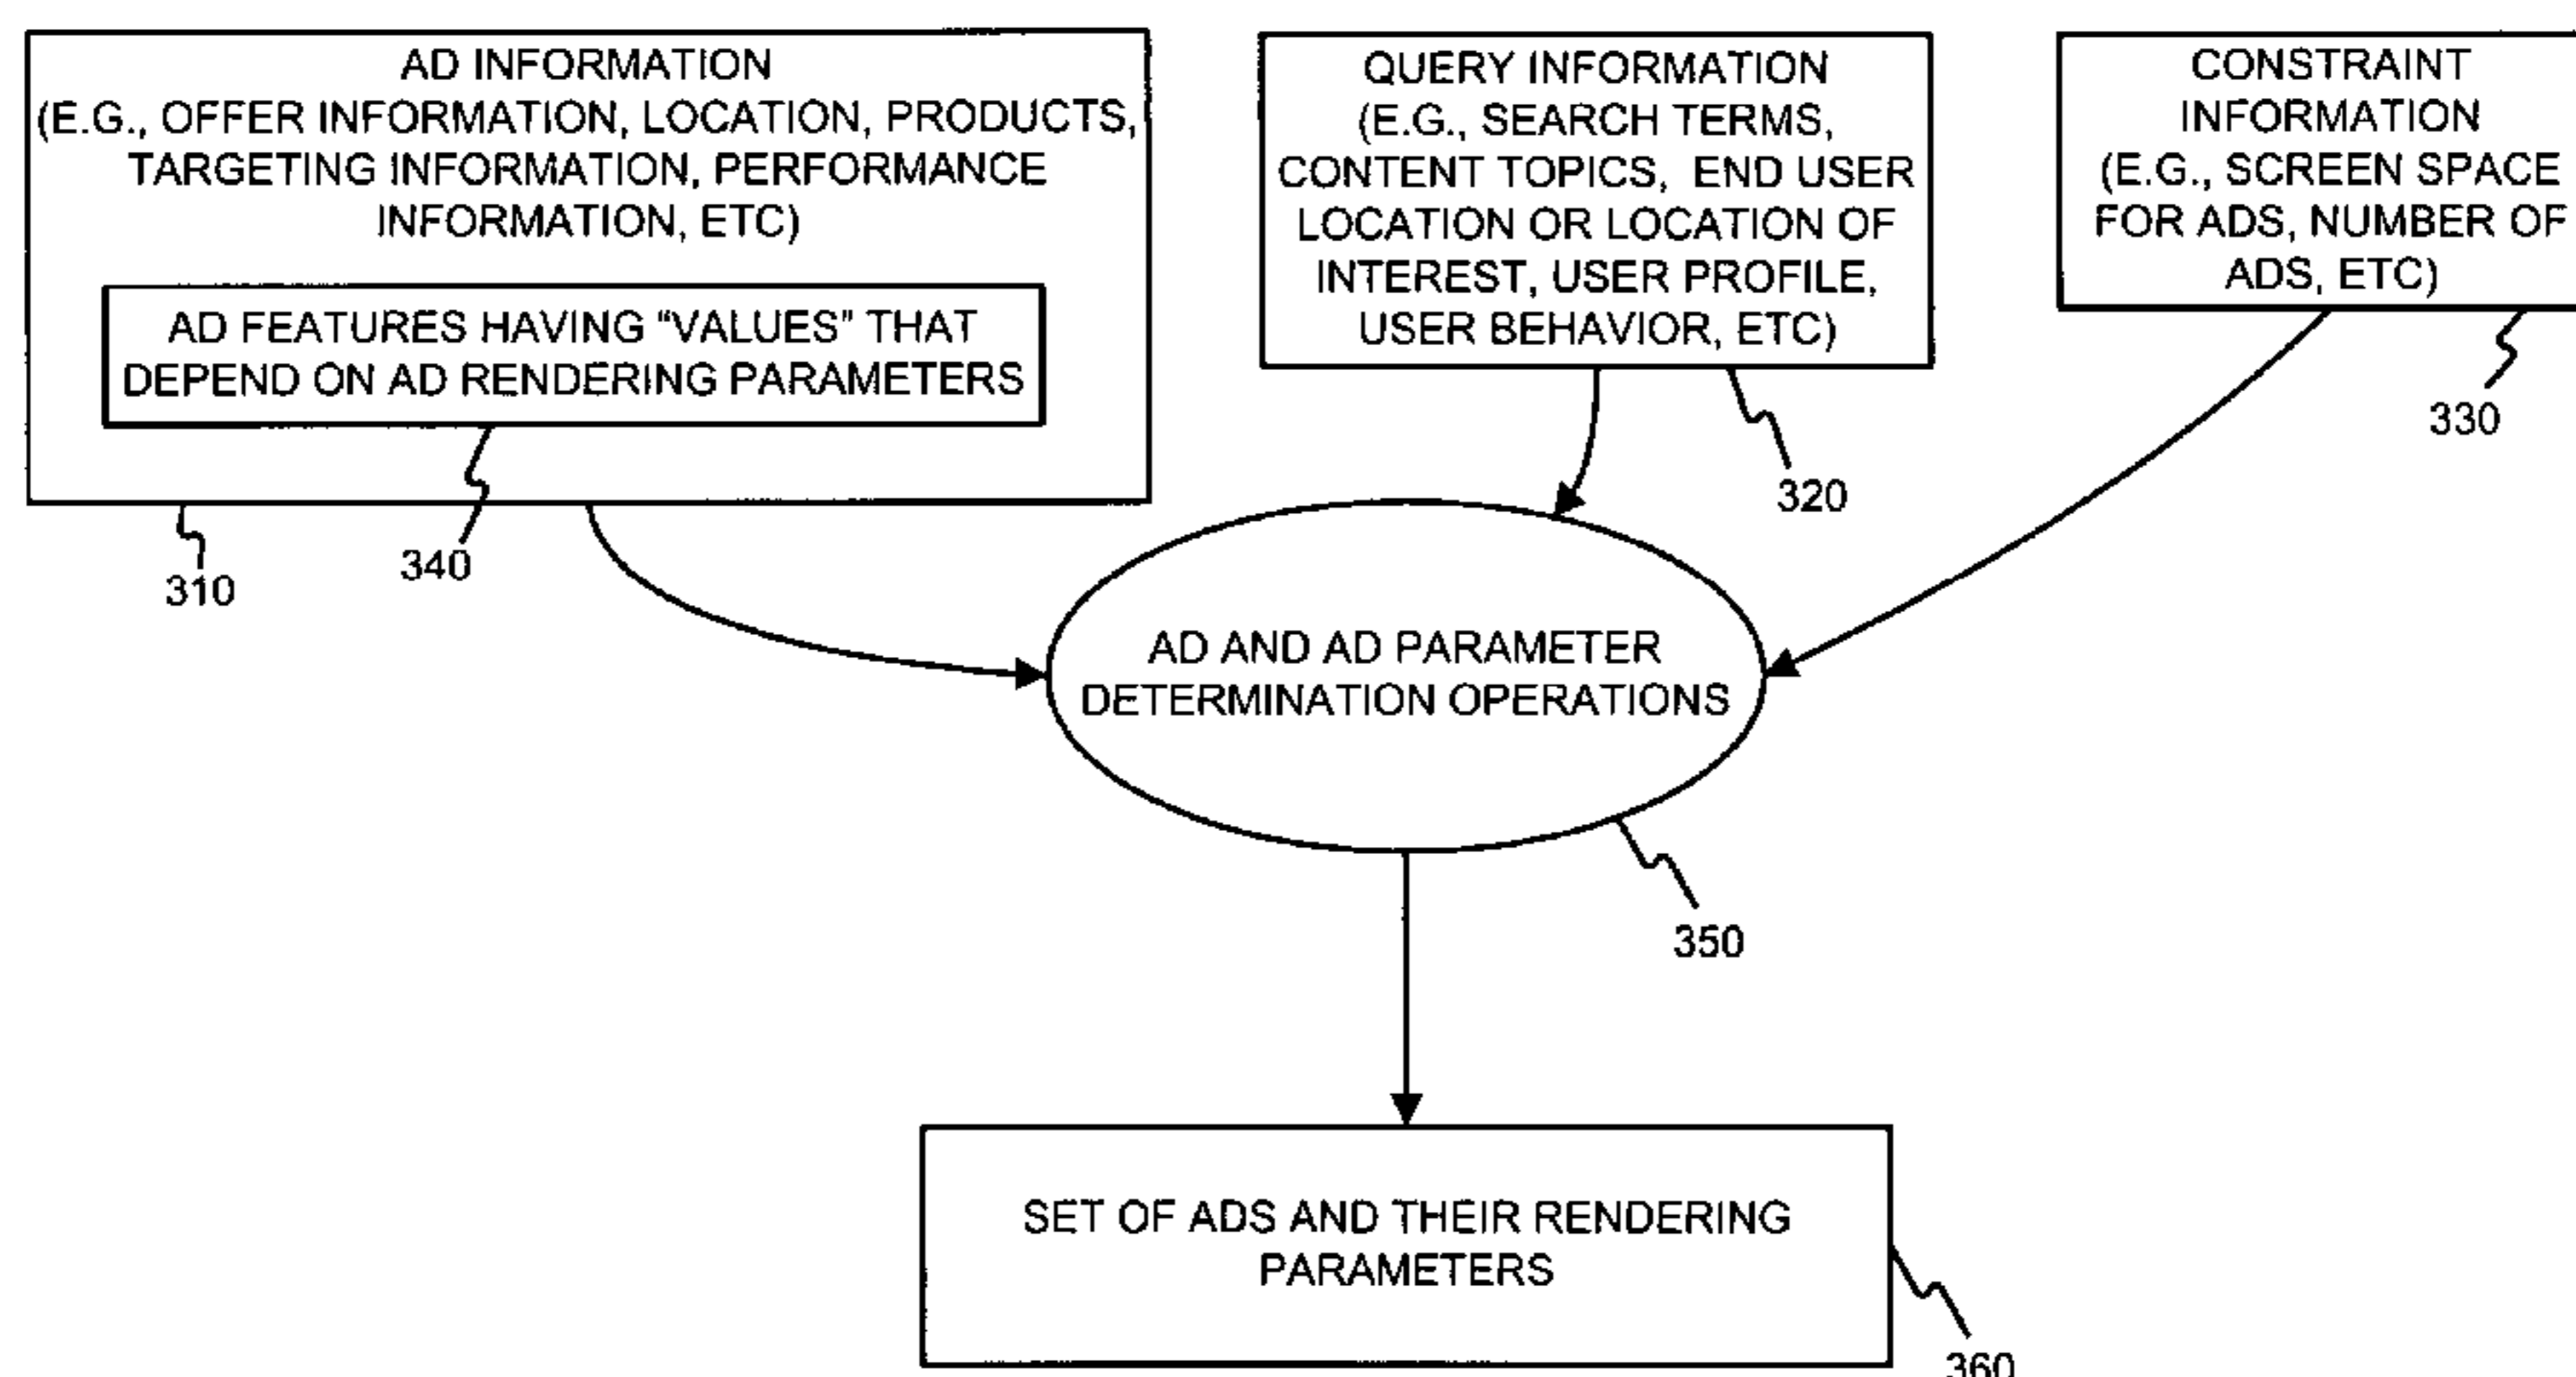 AD INFORMATION
(E.G., OFFER INFORMATION, LOCATION, PRODUCTS,
TARGETING INFORMATION, PERFORMANCE
INFORMATION, ETC)
AD FEATURES HAVING "VALUES" THAT
DEPEND ON AD RENDERING PARAMETERS
340
310
QUERY INFORMATION
(E.G., SEARCH TERMS,
CONTENT TOPICS, END USER
LOCATION OR LOCATION OF
INTEREST, USER PROFILE,
USER BEHAVIOR, ETC)
320
CONSTRAINT
INFORMATION
(E.G., SCREEN SPACE
FOR ADS, NUMBER OF
ADS, ETC)
330
AD AND AD PARAMETER
DETERMINATION OPERATIONS
350
SET OF ADS AND THEIR RENDERING
PARAMETERS
360